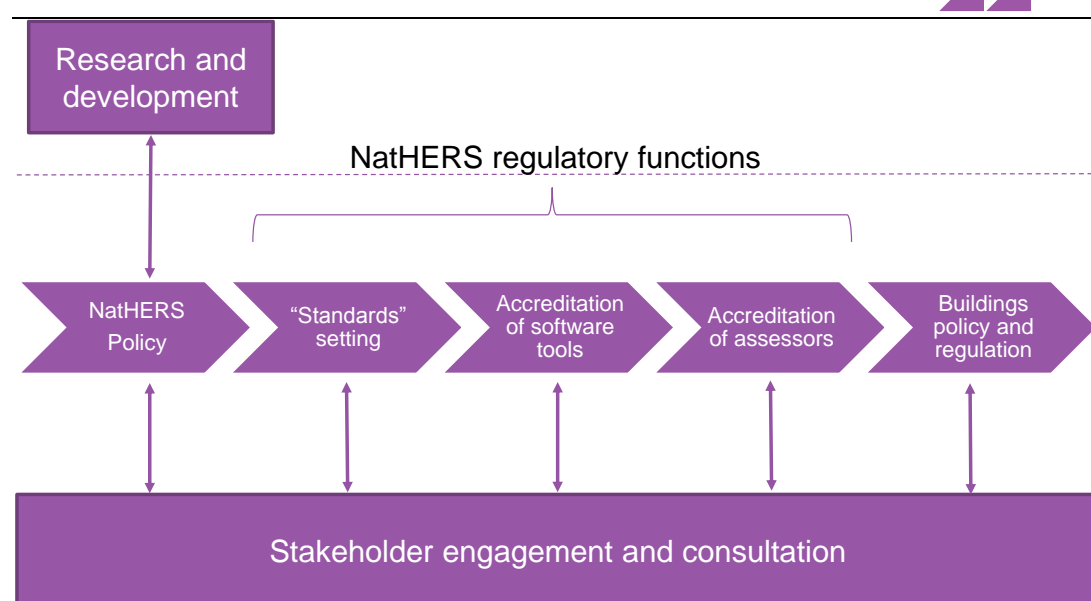 Research and
development
NatHERS regulatory functions
NatHERS
Policy
“Standards”
setting
Accreditation
of software
tools
Accreditation
of assessors
Buildings
policy and
regulation
Stakeholder engagement and consultation